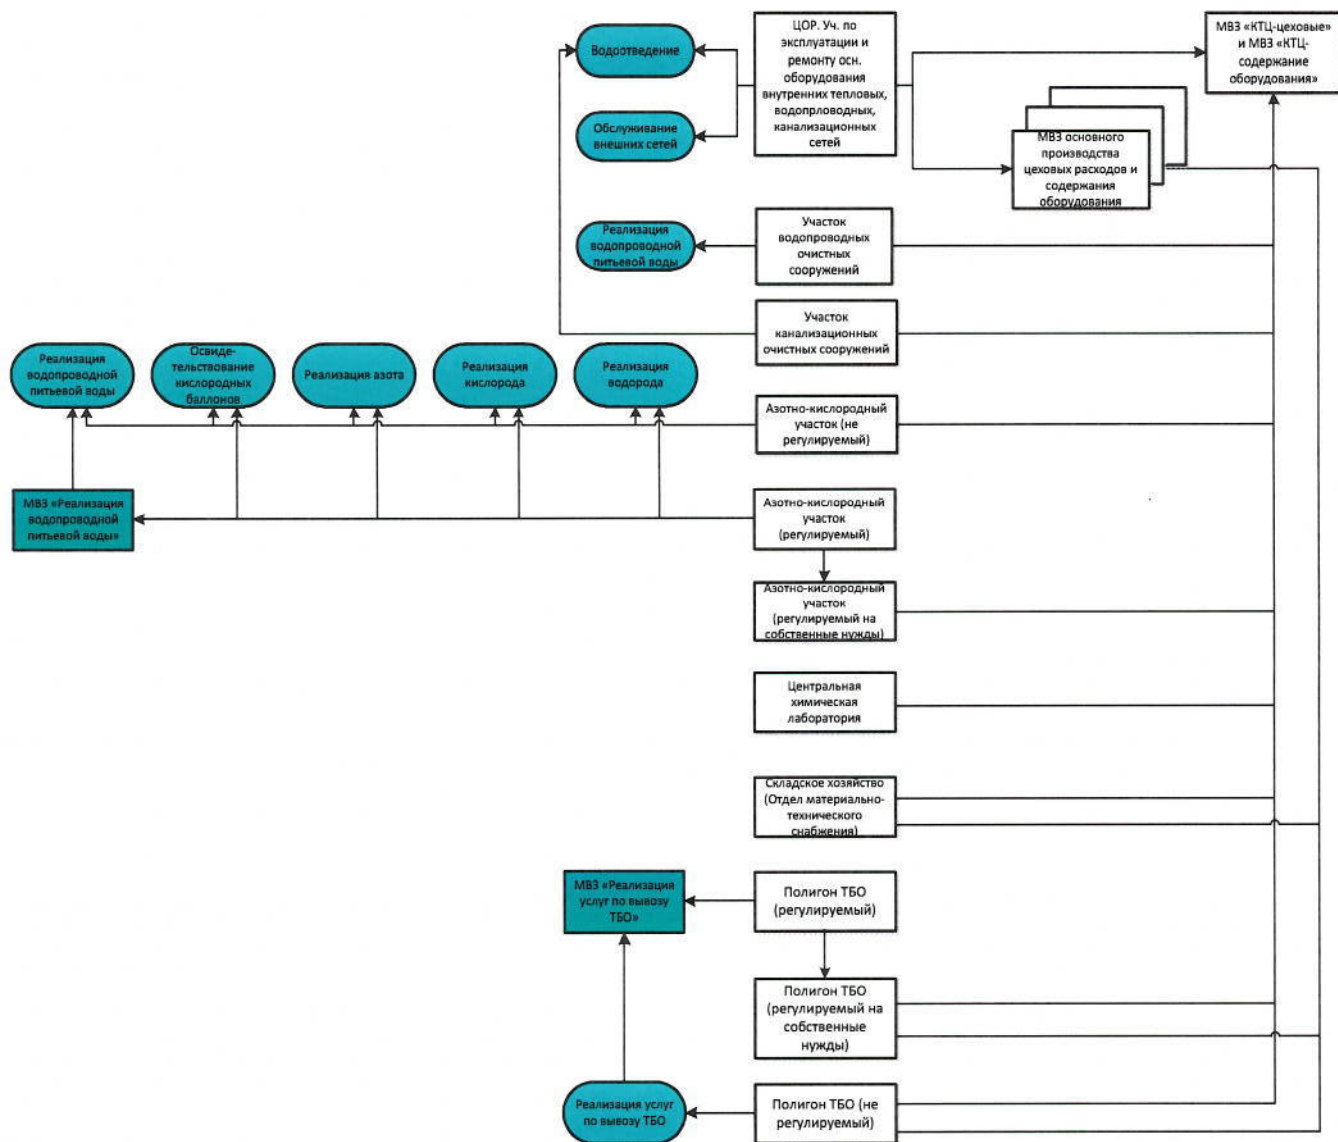 Водоотведение
Обслуживание
внешних сетей
ЦОР. Уч. по
эксплуатации и
ремонту осн.
оборудования
внутренних тепловых,
водопрловодных,
канализационных
сетей
МВЗ «КТЦ-цеховые»
и МВЗ «КТЦ-
содержание
оборудования»
МВЗ основного
производства
цеховых расходов и
содержания
оборудования
Реализация
водопроводной
питьевой воды
Участок
водопроводных
очистных
сооружений
Участок
канализационных
очистных сооружений
Реализация
водопроводной
питьевой воды
Освиде-
тельствование
кислородных
баллонов
Реализация азота
Реализация
кислорода
Реализация
водорода
Азотно-кислородный
участок (не
регулируемый)
МВЗ «Реализация
водопроводной
питьевой воды»
Азотно-кислородный
участок
(регулируемый)
Азотно-кислородный
участок
(регулируемый на
собственные нужды)
Центральная
химическая
лаборатория
Складское хозяйство
(Отдел материально-
технического
снабжения)
МВЗ «Реализация
услуг по вывозу
ТБО»
Полигон ТБО
(регулируемый)
Полигон ТБО
(регулируемый на
собственные
нужды)
Реализация услуг
по вывозу ТБО
Полигон ТБО (не
регулируемый)